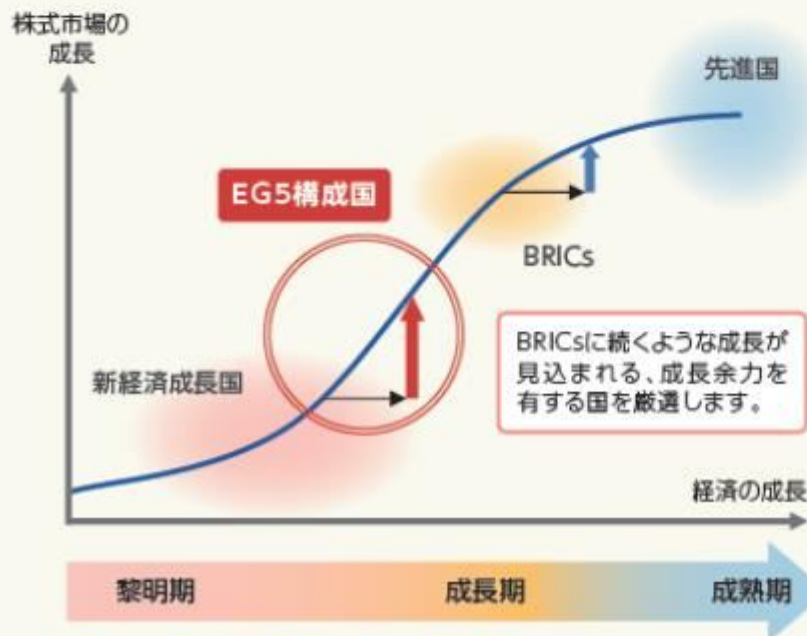 株式市場の
成長
先進国
EG5構成国
BRICs
BRICsに続くような成長が
見込まれる、成長余力を
有する国を厳選します。
新経済成長国
経済の成長
黎明期
成長期
成熟期